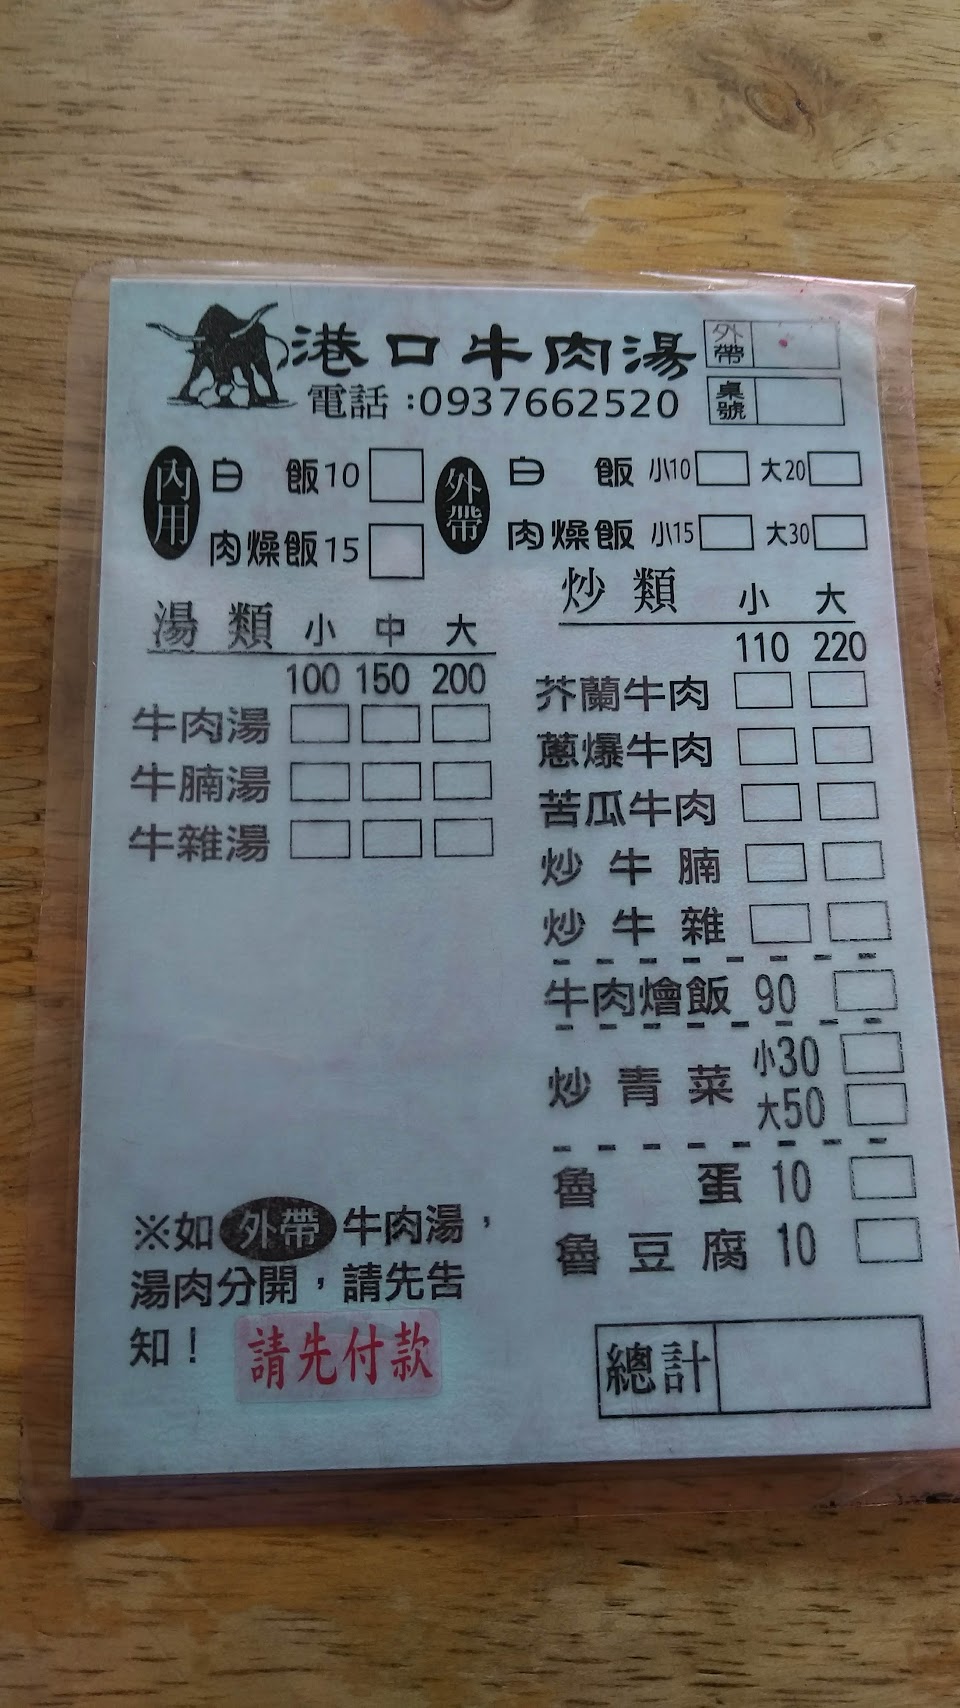 港口牛肉湯
電話:0937662520
外帶
桌號
內用
白 飯10
肉燥飯15
外帶
白 飯 小10 大20
肉燥飯 小15 大30
湯類 小 中 大
100 150 200
牛肉湯
牛腩湯
牛雜湯
炒類 小 大
110 220
芥蘭牛肉
蔥爆牛肉
苦瓜牛肉
炒牛腩
炒牛雜
牛肉燴飯 90
炒青菜 小30
大50
魯 蛋 10
魯豆腐 10
※如外帶牛肉湯,
湯肉分開,請先告
知!
請先付款
總計